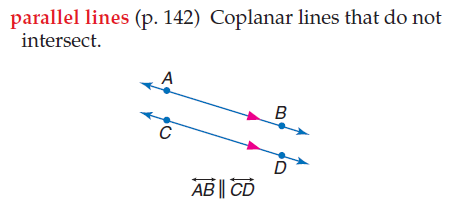 parallel lines (p. 142) Coplanar lines that do not
intersect.
A
B
C
D
AB || CD